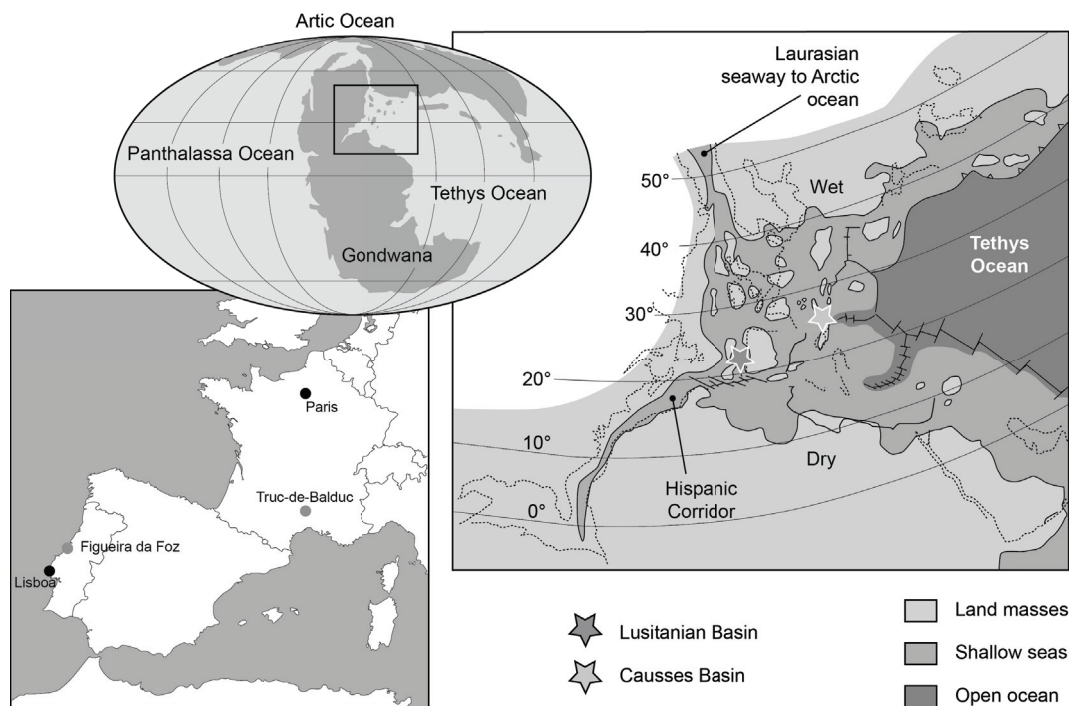 Artic Ocean
Panthalassa Ocean
Tethys Ocean
Gondwana
Laurasian
seaway to Arctic
ocean
50°
Wet
40°
Tethys
Ocean
30°
20°
10°
Dry
Hispanic
Corridor
0°
Paris
Truc-de-Balduc
Figueira da Foz
Lisboa
Lusitanian Basin
Causses Basin
Land masses
Shallow seas
Open ocean